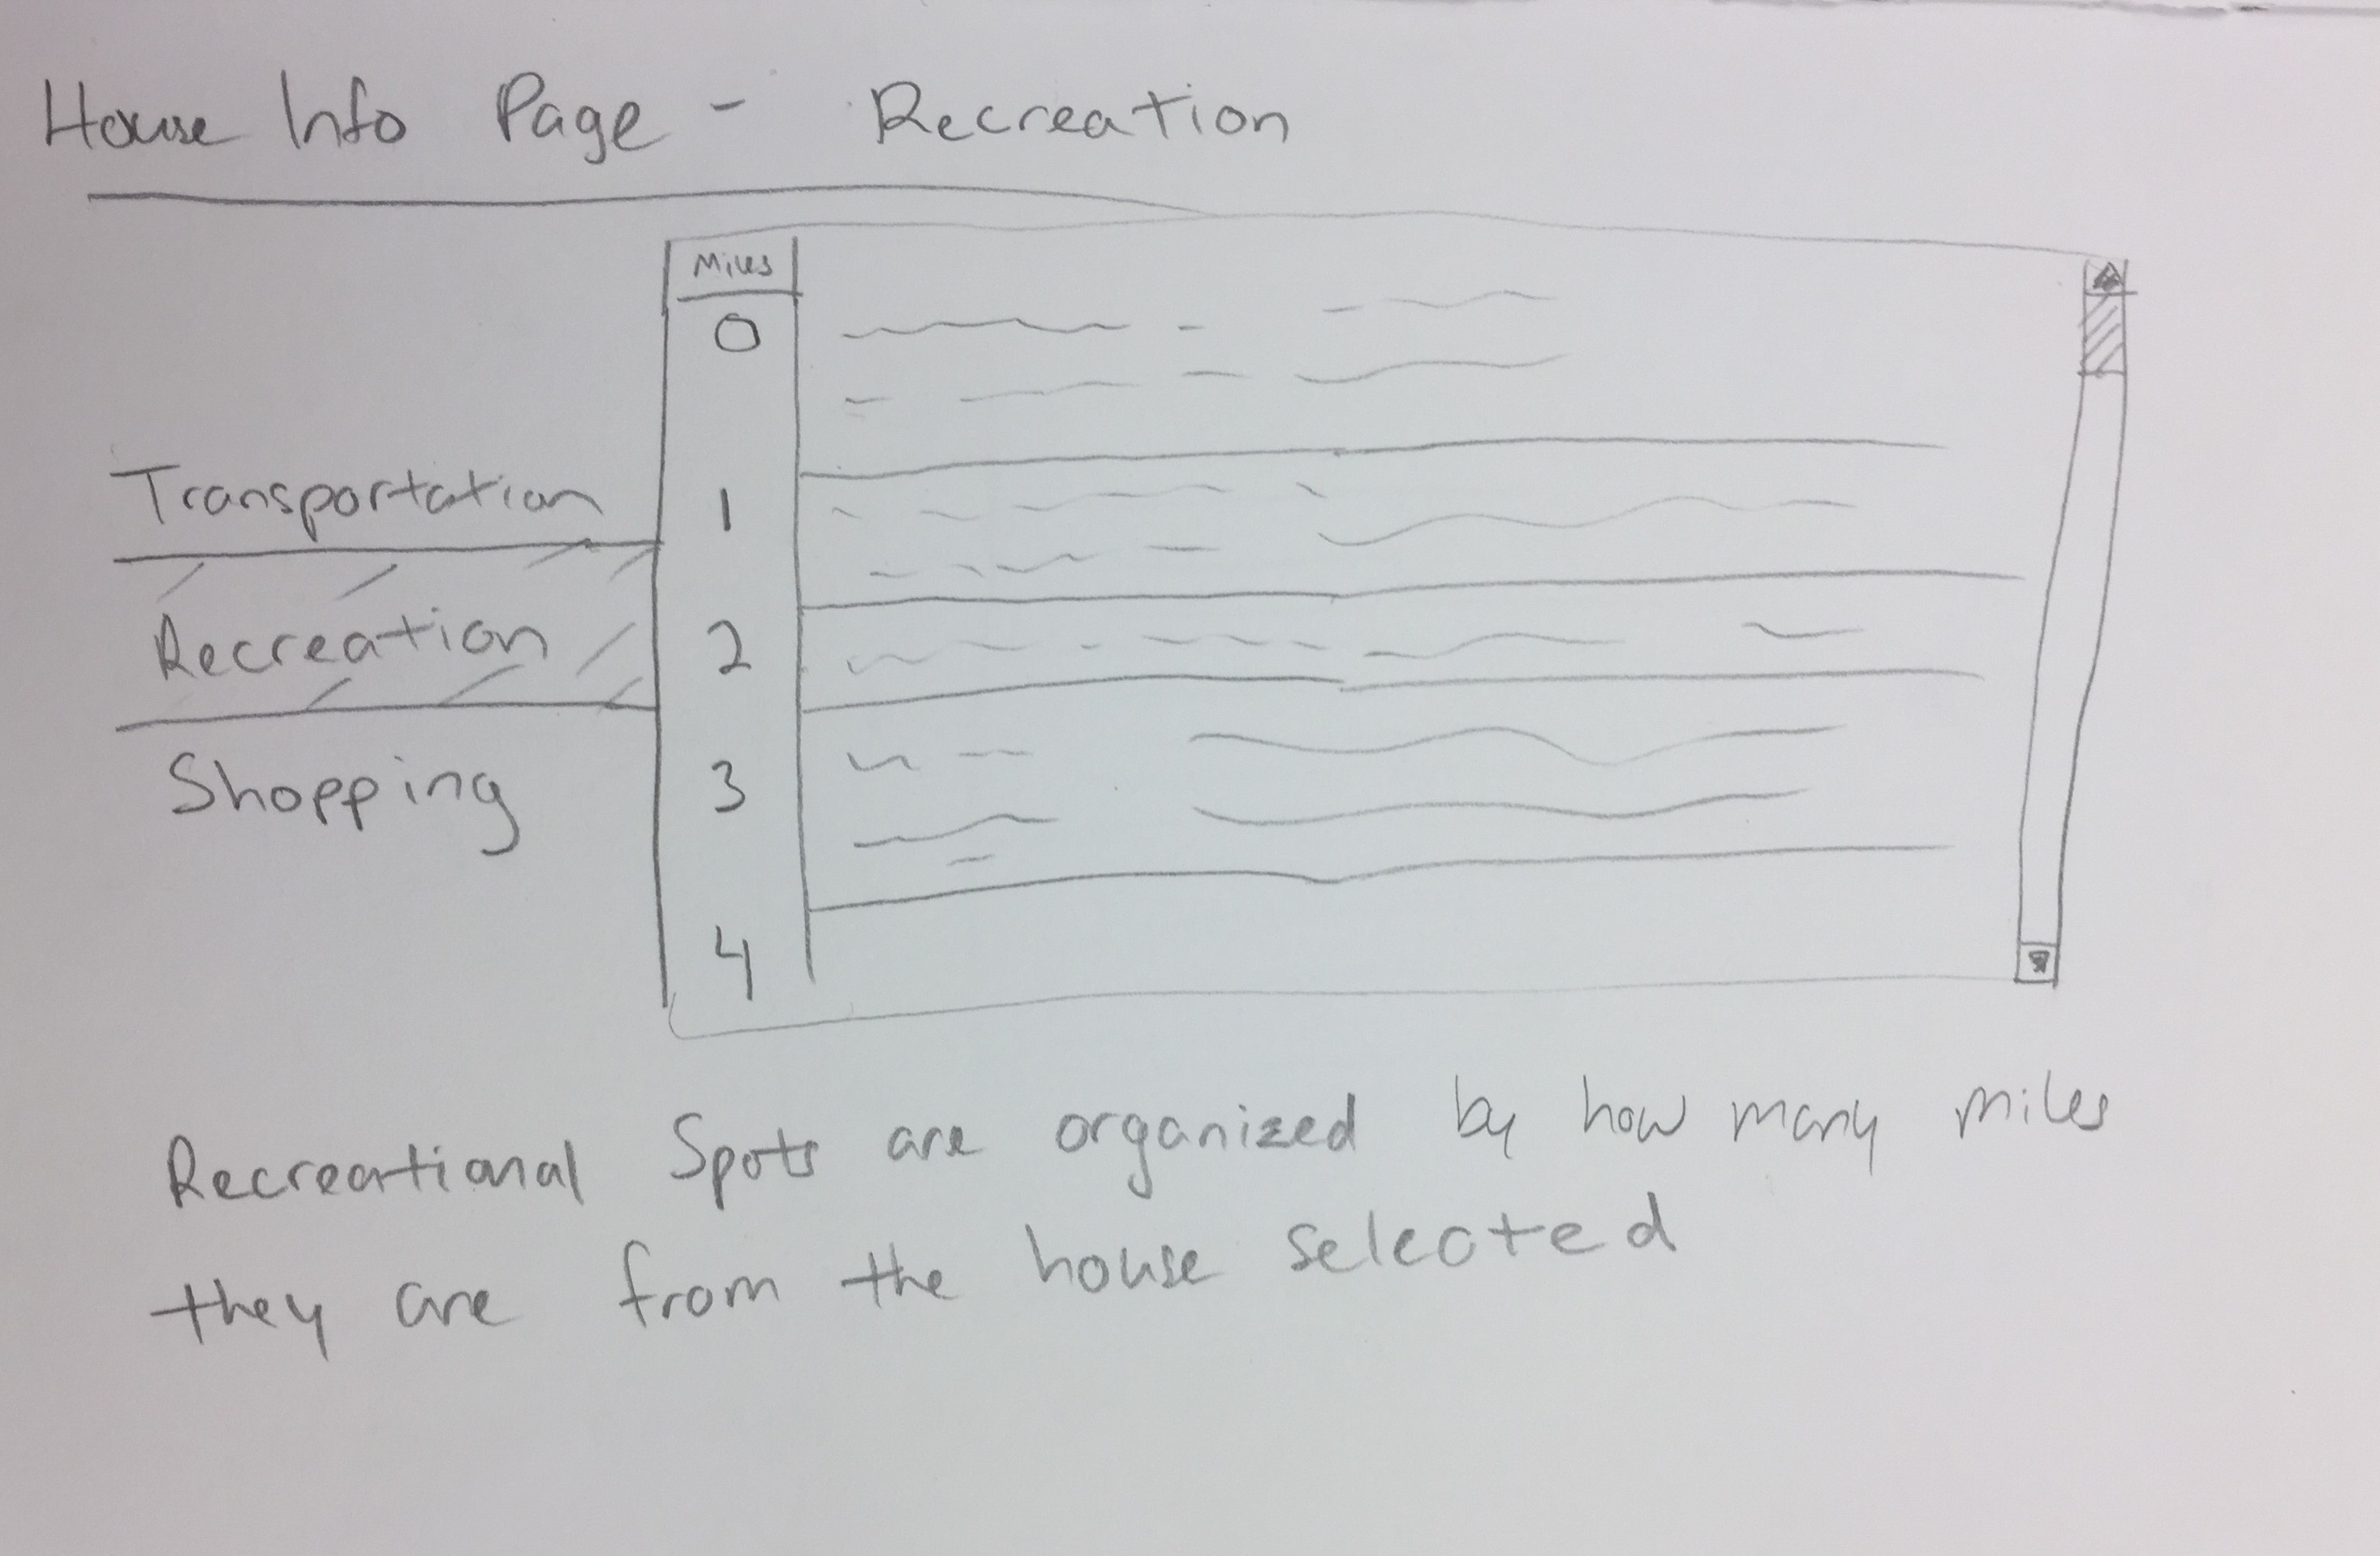 House Info Page - Recreation
Miles
0
1
2
3
4
Transportation
Recreation
Shopping
Recreational Spots are organized by how many miles
they are from the house selected